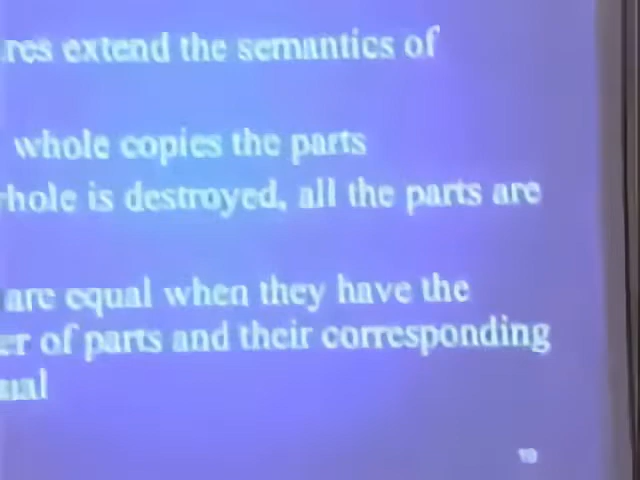 res extend the semantics of
whole copies the parts
hole is destroyed, all the parts are
are equal when they have the
er of parts and their corresponding
ual